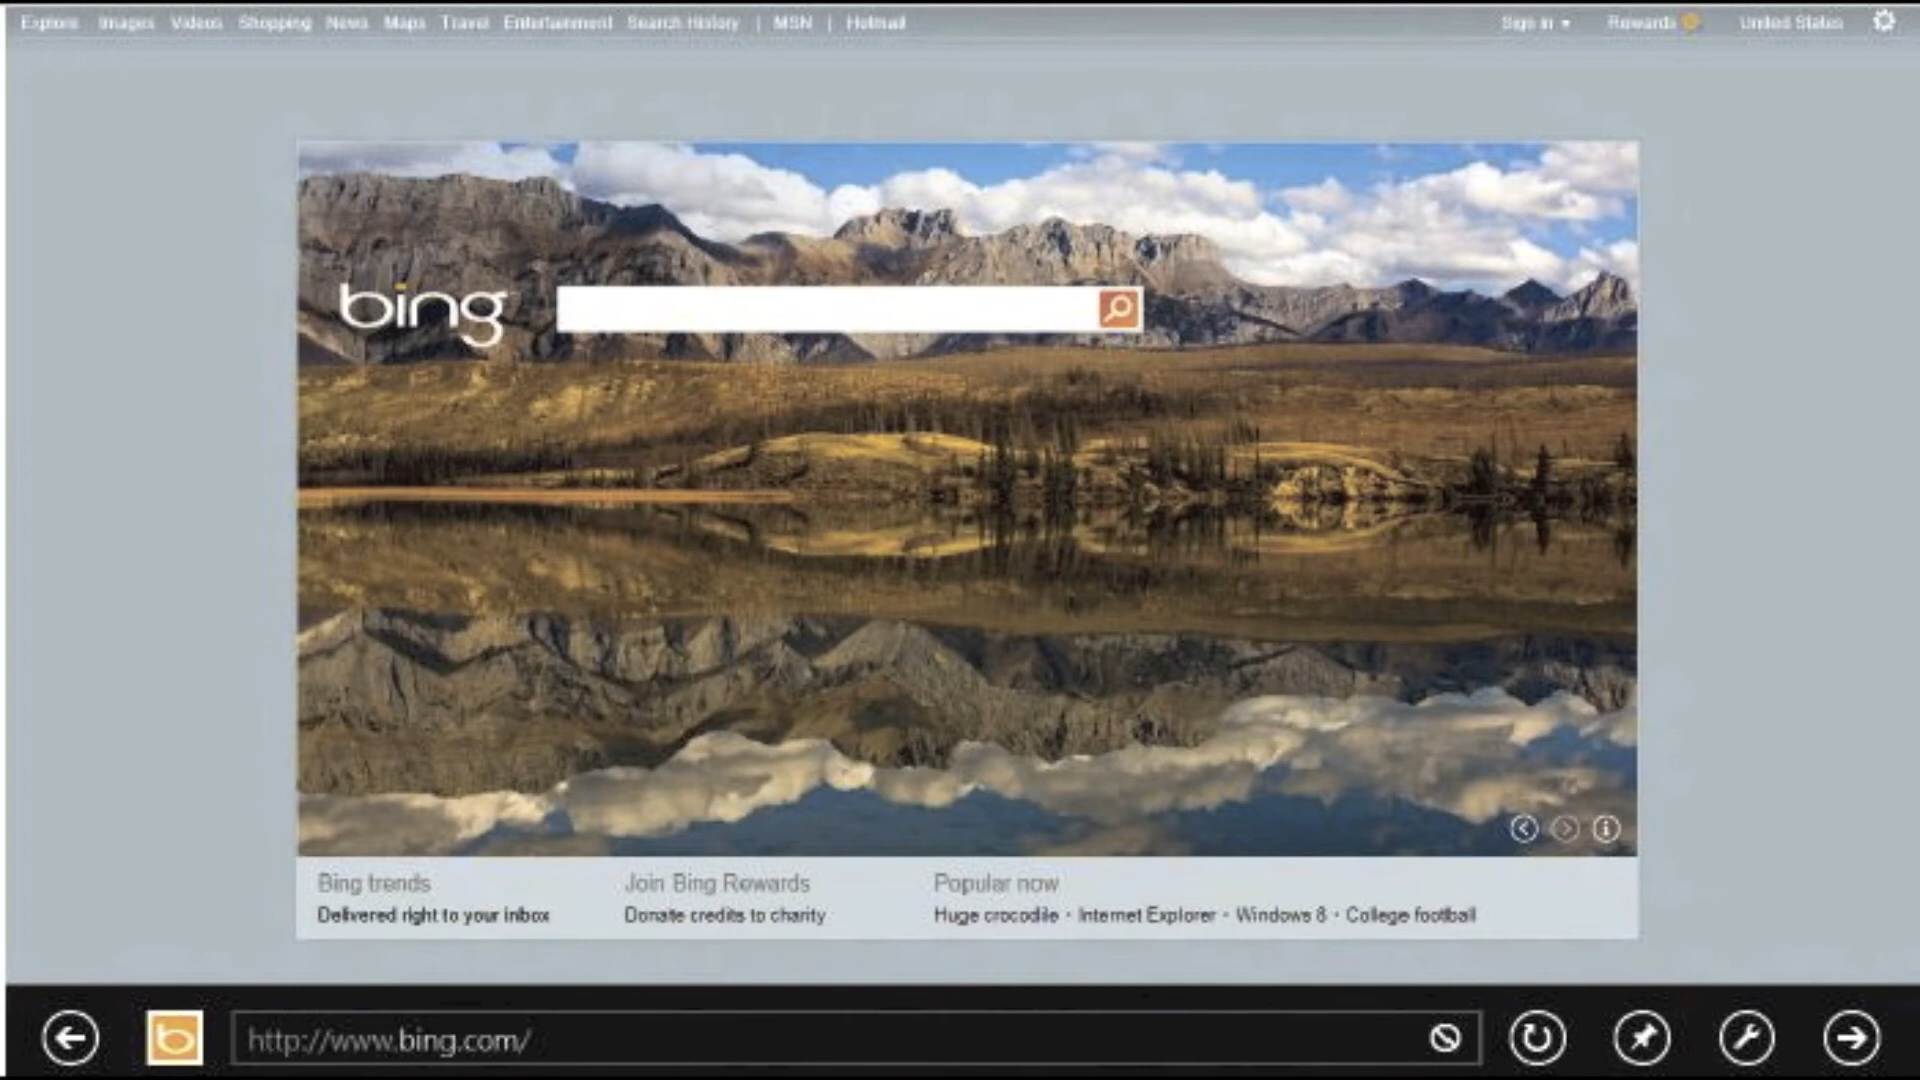 Explore Images Videos Shopping News Maps Travel Entertainment Search History | MSN | Hotmail
Sign in Rewards United States
bing
Bing trends
Delivered right to your inbox
Join Bing Rewards
Donate credits to charity
Popular now
Huge crocodile · Internet Explorer · Windows 8 · College football
http://www.bing.com/